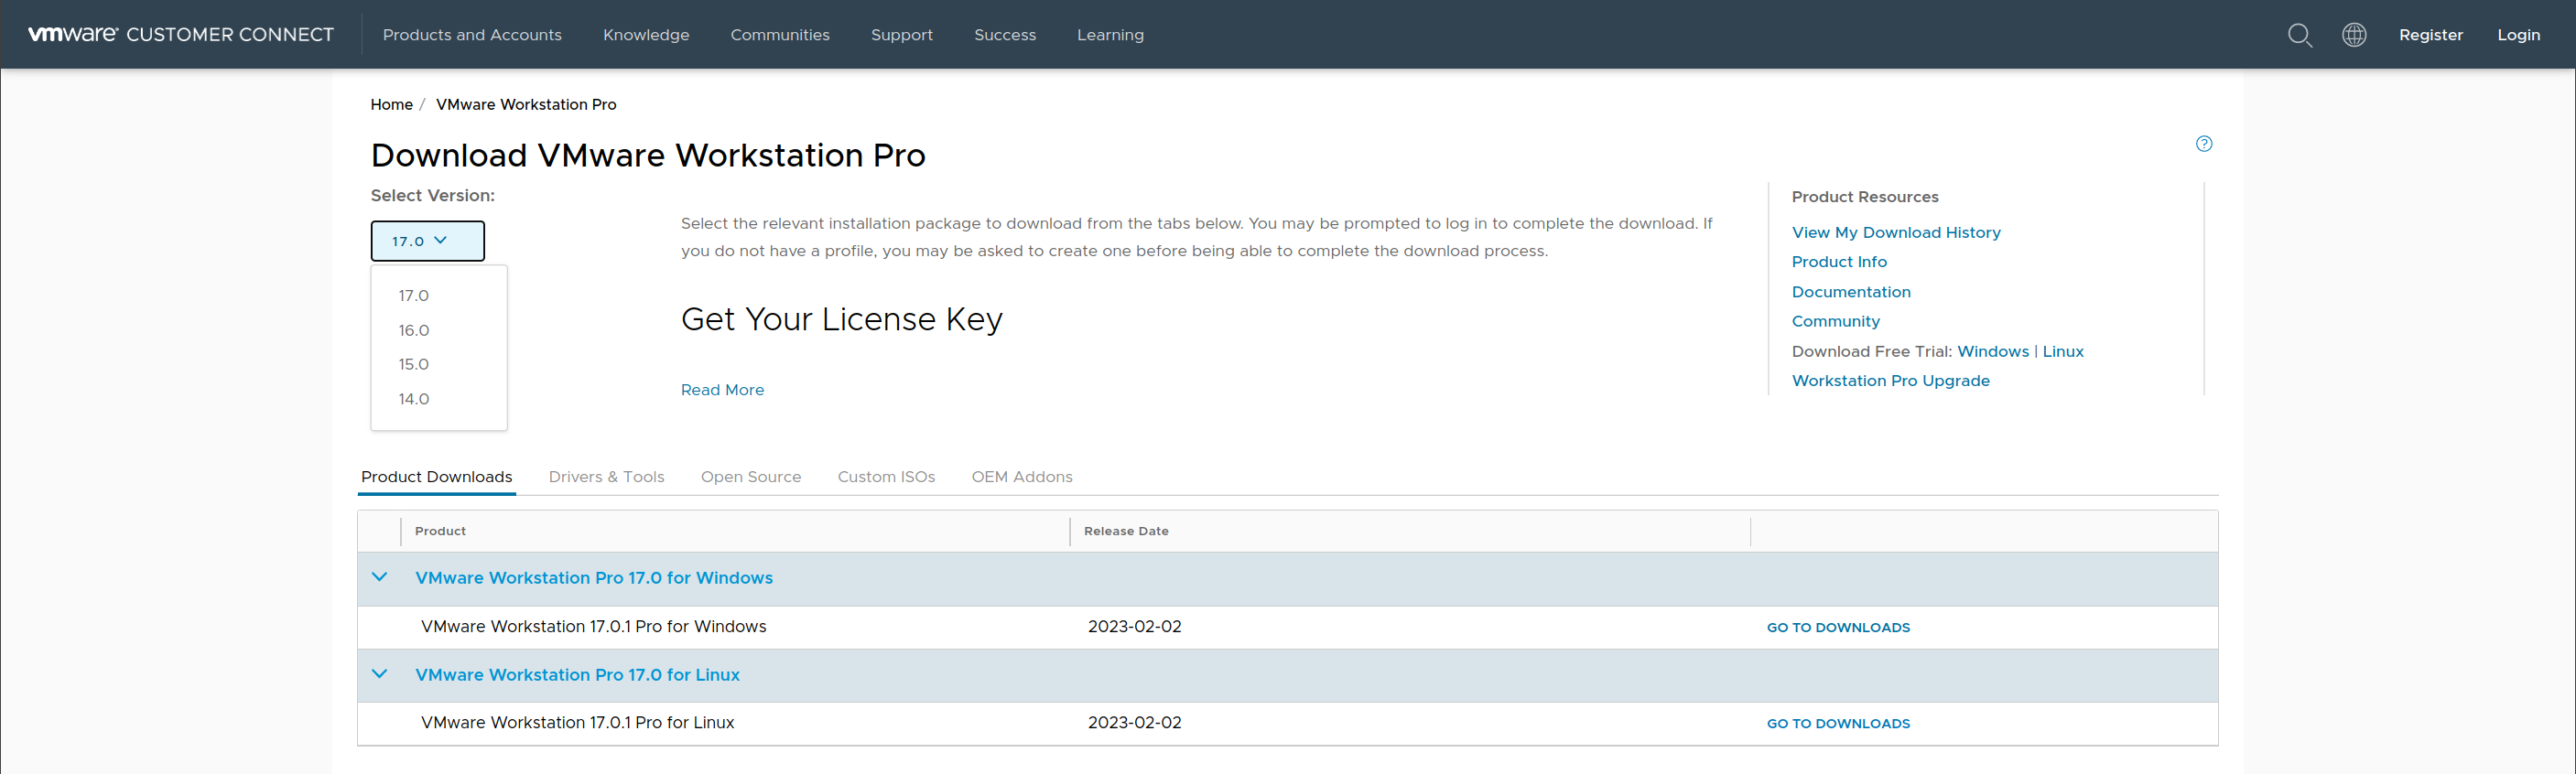 vmware® CUSTOMER CONNECT
Products and Accounts
Knowledge
Communities
Support
Success
Learning
Register
Login
Home / VMware Workstation Pro
Download VMware Workstation Pro
?
Select Version:
17.0
17.0
16.0
15.0
14.0
Select the relevant installation package to download from the tabs below. You may be prompted to log in to complete the download. If
you do not have a profile, you may be asked to create one before being able to complete the download process.
Get Your License Key
Read More
Product Resources
View My Download History
Product Info
Documentation
Community
Download Free Trial: Windows | Linux
Workstation Pro Upgrade
Product Downloads
Drivers & Tools
Open Source
Custom ISOs
OEM Addons
Product
Release Date
VMware Workstation Pro 17.0 for Windows
VMware Workstation 17.0.1 Pro for Windows
2023-02-02
GO TO DOWNLOADS
VMware Workstation Pro 17.0 for Linux
VMware Workstation 17.0.1 Pro for Linux
2023-02-02
GO TO DOWNLOADS